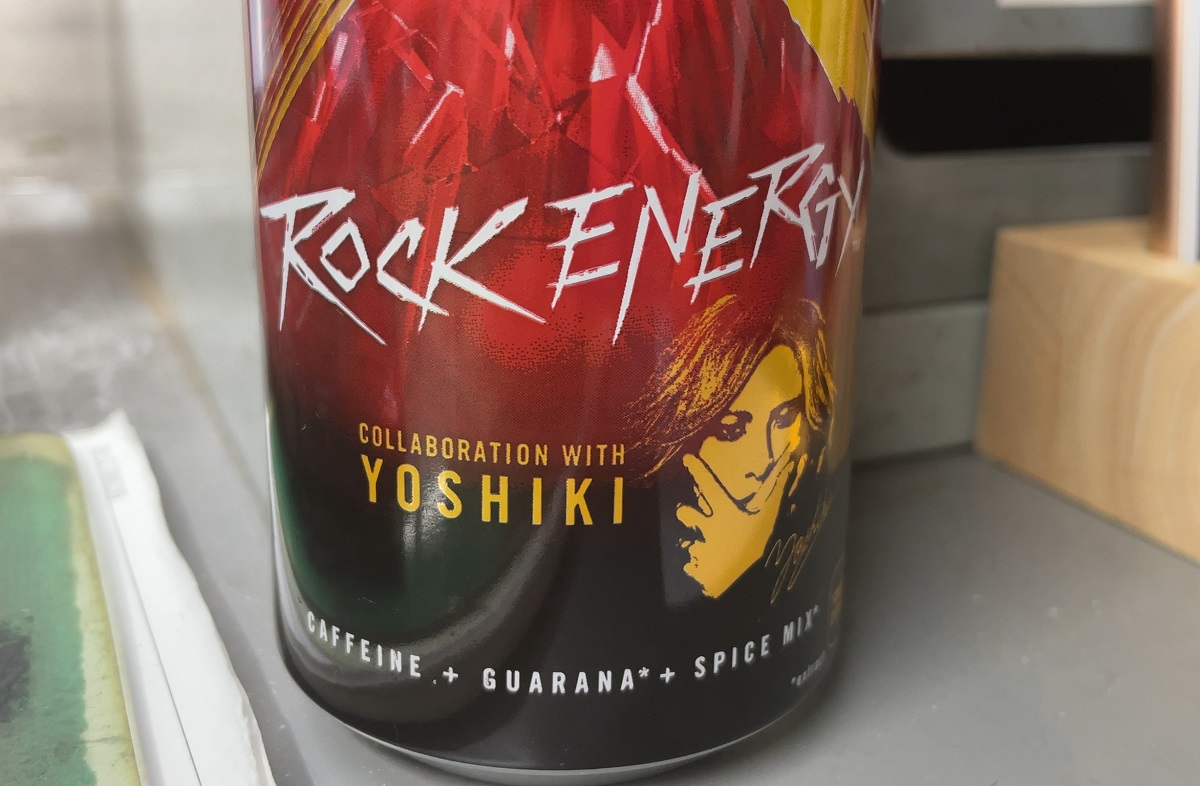 ROCK ENERGY
COLLABORATION WITH
YOSHIKI
CAFFEINE + GUARANA* + SPICE MIX*